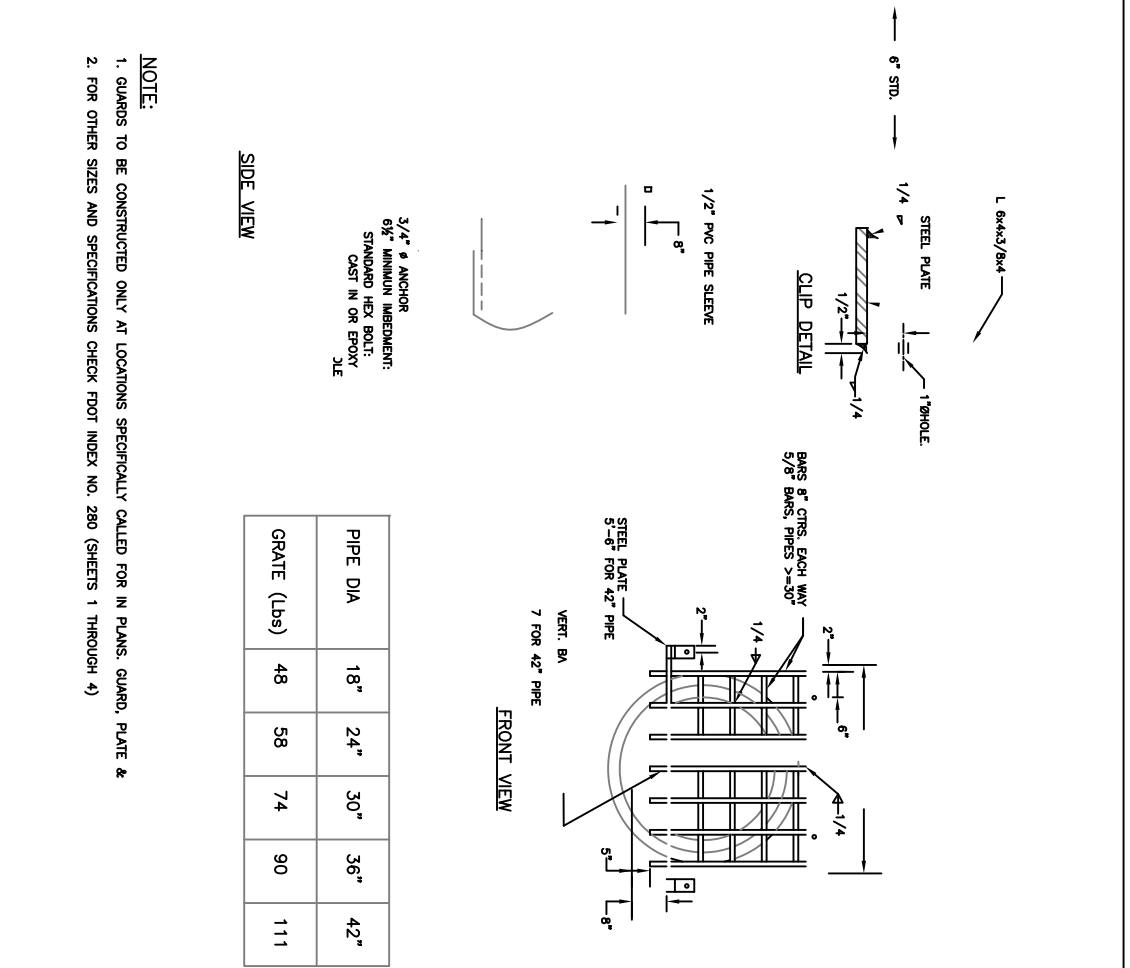 L 6x4x3/8x4
6" STD.
STEEL PLATE
1/4
1"ØHOLE.
1/2"
1/4
CLIP DETAIL
1/2" PVC PIPE SLEEVE
8"
3/4" ø ANCHOR
6½" MINIMUN IMBEDMENT:
STANDARD HEX BOLT:
CAST IN OR EPOXY
SIDE VIEW
BARS 8" CTRS. EACH WAY
5/8" BARS, PIPES >=30"
2"
6"
1/4
1/4
2"
STEEL PLATE
5'-6" FOR 42" PIPE
5"
8"
VERT. BA
7 FOR 42" PIPE
FRONT VIEW
PIPE DIA 18" 24" 30" 36" 42"
GRATE (Lbs) 48 58 74 90 111
NOTE:
1. GUARDS TO BE CONSTRUCTED ONLY AT LOCATIONS SPECIFICALLY CALLED FOR IN PLANS. GUARD, PLATE &
2. FOR OTHER SIZES AND SPECIFICATIONS CHECK FDOT INDEX NO. 280 (SHEETS 1 THROUGH 4)